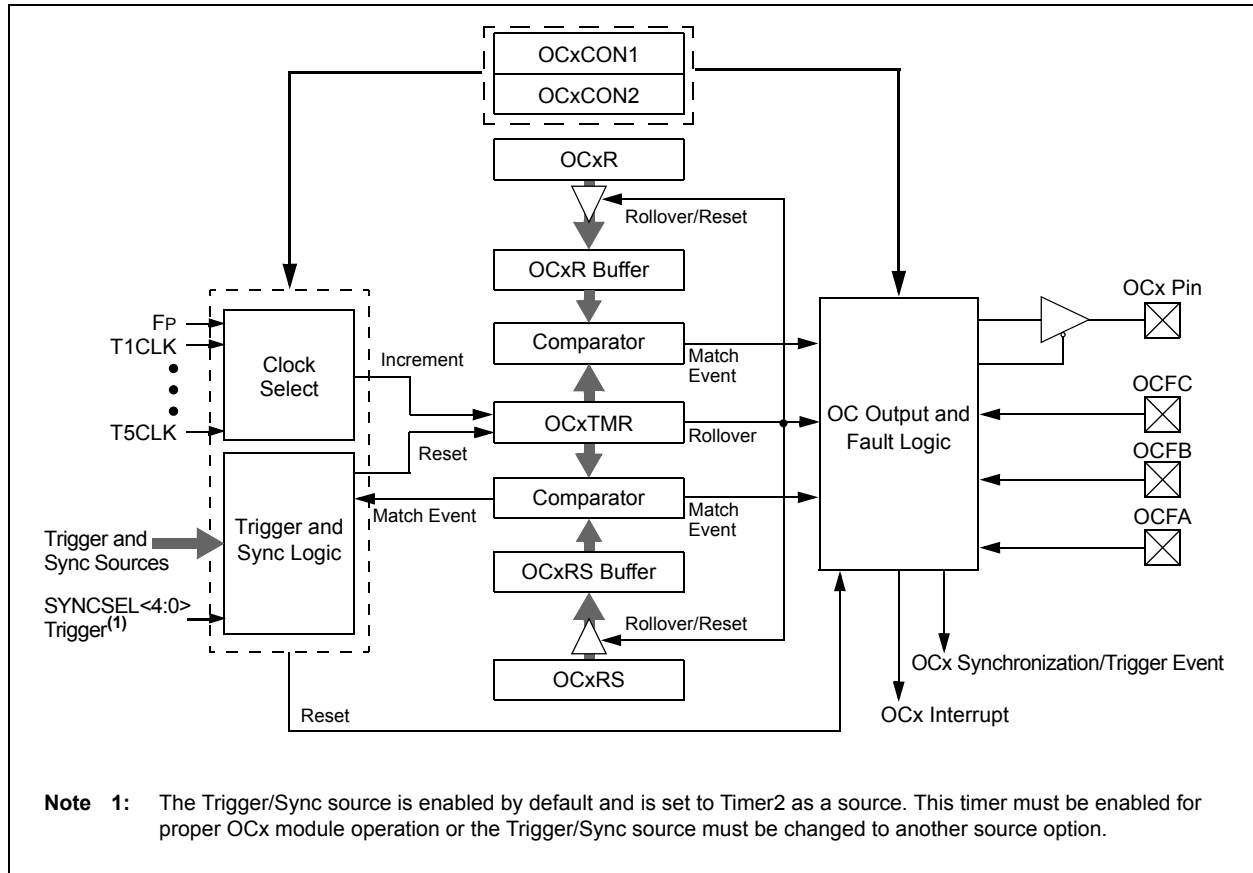 OCxCON1
OCxCON2
OCxR
Rollover/Reset
OCxR Buffer
OCx Pin
FP
T1CLK
Clock
Select
Increment
Comparator
Match
Event
OCFC
T5CLK
OCxTMR
Rollover
OC Output and
Fault Logic
Reset
OCFB
Trigger and
Sync Logic
Match Event
Comparator
Match
Event
OCFA
Trigger and
Sync Sources
OCxRS Buffer
SYNCSEL<4:0>
Trigger(1)
Rollover/Reset
OCxRS
OCx Synchronization/Trigger Event
Reset
OCx Interrupt
Note 1: The Trigger/Sync source is enabled by default and is set to Timer2 as a source. This timer must be enabled for
proper OCx module operation or the Trigger/Sync source must be changed to another source option.